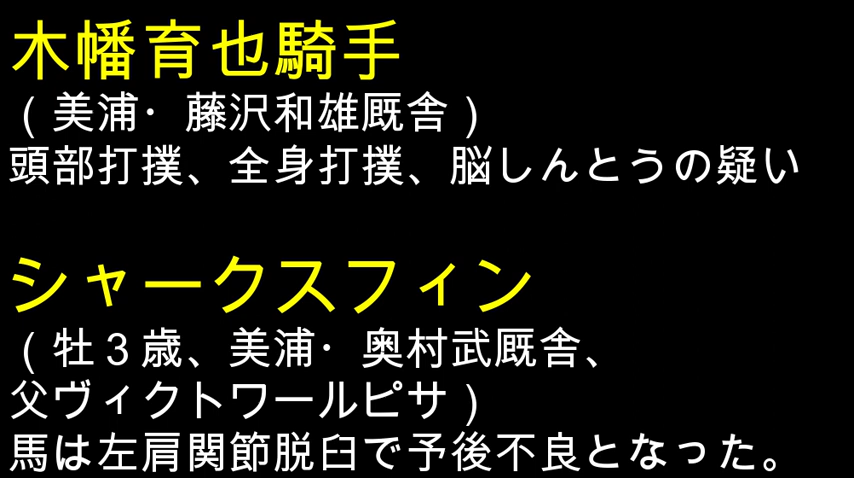 木幡育也騎手
（美浦・藤沢和雄厩舎）
頭部打撲、全身打撲、脳しんとうの疑い
シャークスフィン
（牡３歳、美浦・奥村武厩舎、
父ヴィクトワールピサ）
馬は左肩関節脱臼で予後不良となった。